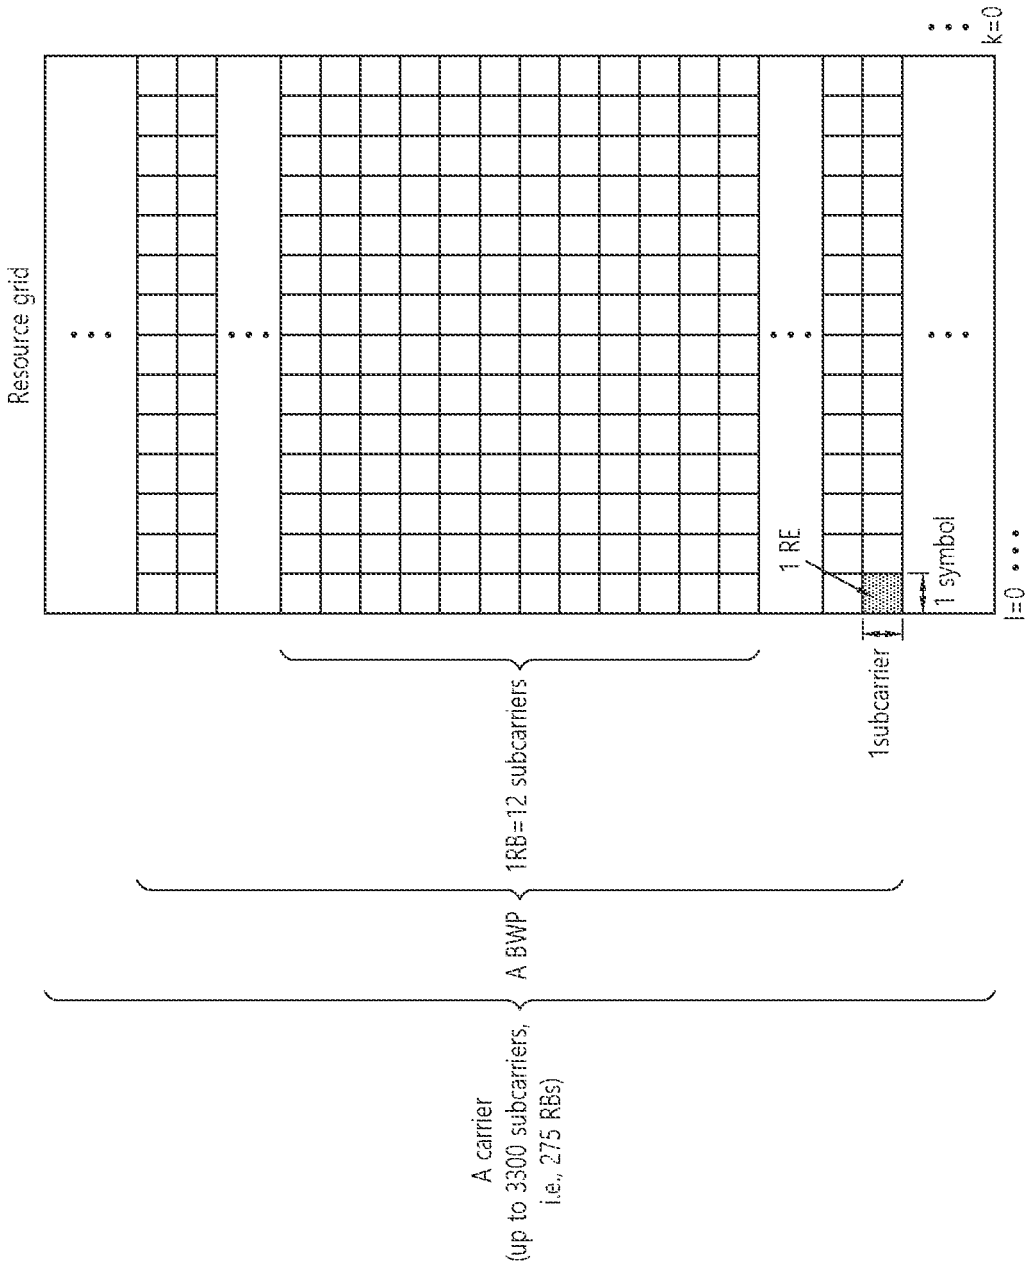 Resource grid
A carrier
(up to 3300 subcarriers,
i.e., 275 RBs)
A BWP
1RB=12 subcarriers
1 RE
1subcarrier
1 symbol
l=0 •••
k=0